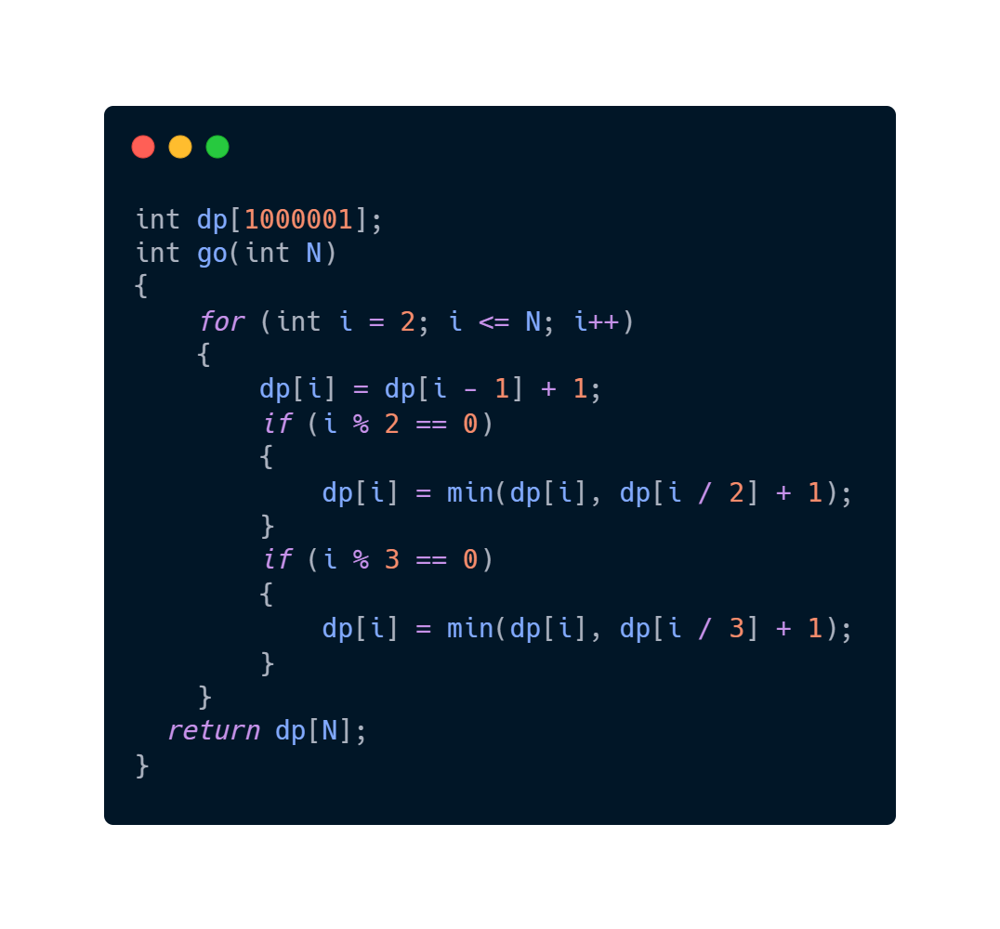 int dp[1000001];
int go(int N)
{
    for (int i = 2; i <= N; i++)
    {
        dp[i] = dp[i - 1] + 1;
        if (i % 2 == 0)
        {
            dp[i] = min(dp[i], dp[i / 2] + 1);
        }
        if (i % 3 == 0)
        {
            dp[i] = min(dp[i], dp[i / 3] + 1);
        }
    }
  return dp[N];
}